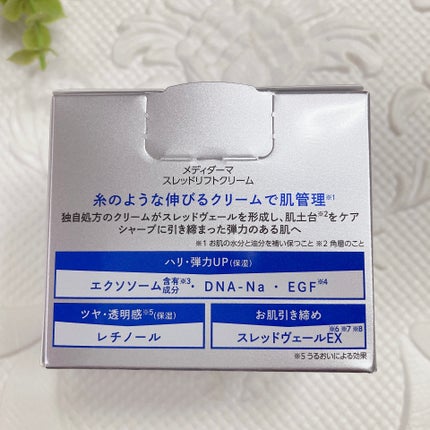 メディダーマ
スレッドリフトクリーム
糸のような伸びるクリームで肌管理※1
独自処方のクリームがスレッドヴェールを形成し、肌土台※2をケア
シャープに引き締まった弾力のある肌へ
※1 お肌の水分と油分を補い保つこと ※2 角層のこと
ハリ・弾力UP(保湿)
エクソソーム含有成分※3・DNA-Na・EGF※4
ツヤ・透明感※5(保湿)
レチノール
お肌引き締め
スレッドヴェールEX※6 ※7 ※8
※5 うるおいによる効果